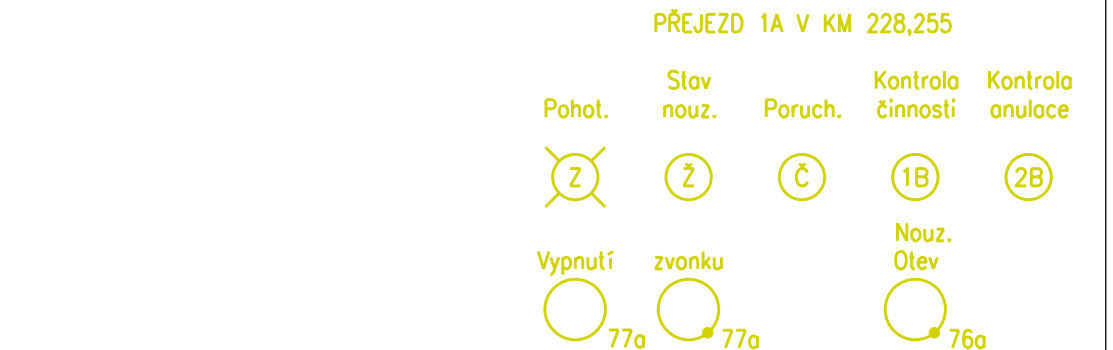 PŘEJEZD 1A V KM 228,255
Stav Kontrola Kontrola
Pohot. nouz. Poruch. činnosti anulace
Z Ž Č 1B 2B
Nouz.
Vypnutí zvonku Otev
77a 77a 76a